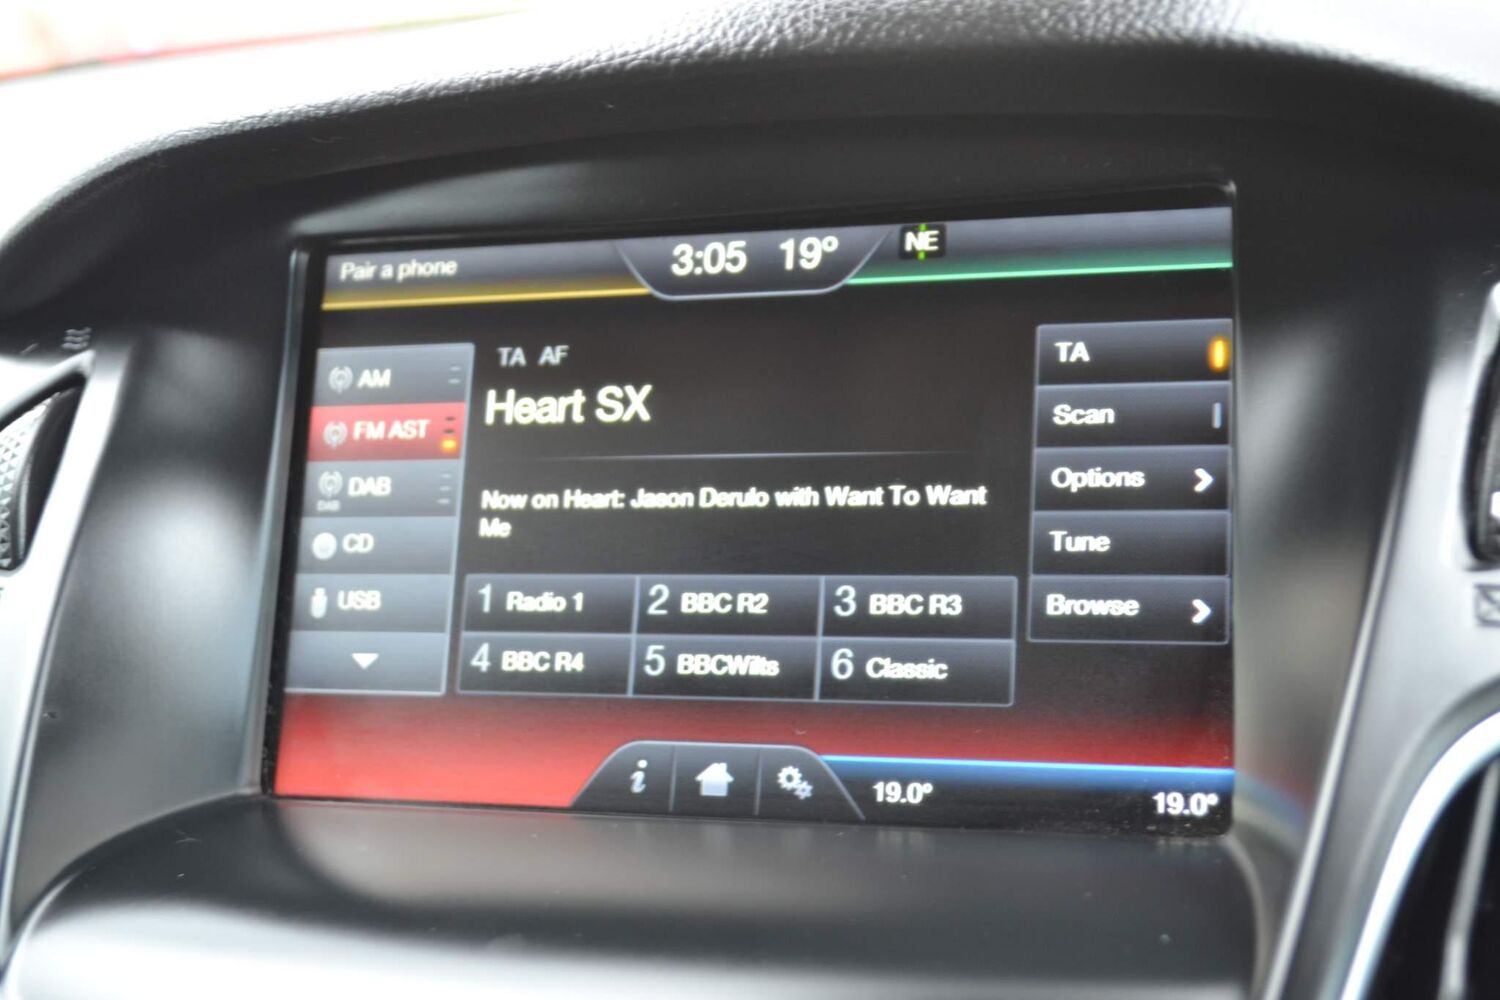 Pair a phone
3:05 19°
NE
AM
FM AST
DAB
DAB
CD
USB
TA AF
Heart SX
Now on Heart: Jason Derulo with Want To Want
Me
1 Radio 1
2 BBC R2
3 BBC R3
4 BBC R4
5 BBCWilts
6 Classic
TA
Scan
Options
Tune
Browse
i
19.0°
19.0°